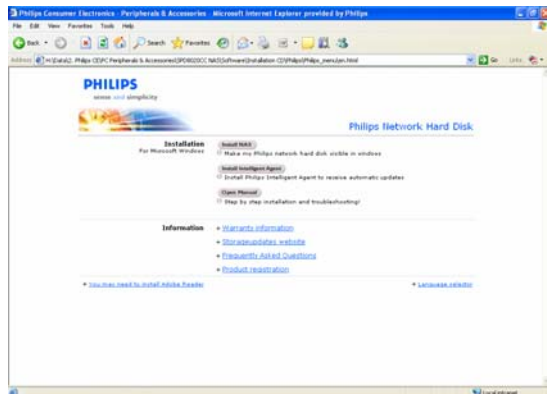 Philips Consumer Electronics - Peripherals & Accessories - Microsoft Internet Explorer provided by Philips
File Edit View Favorites Tools Help
Back Search Favorites
Address Go Links
PHILIPS
sense and simplicity
Philips Network Hard Disk
Installation
For Microsoft Windows
Install NAS
Make my Philips network hard disk visible in windows
Install Intelligent Agent
Install Philips Intelligent Agent to receive automatic updates
Open Manual
Step by step installation and troubleshooting!
Information
Warranty information
Storageupdates website
Frequently Asked Questions
Product registration
You may need to install Adobe Reader
Language selector
Local intranet